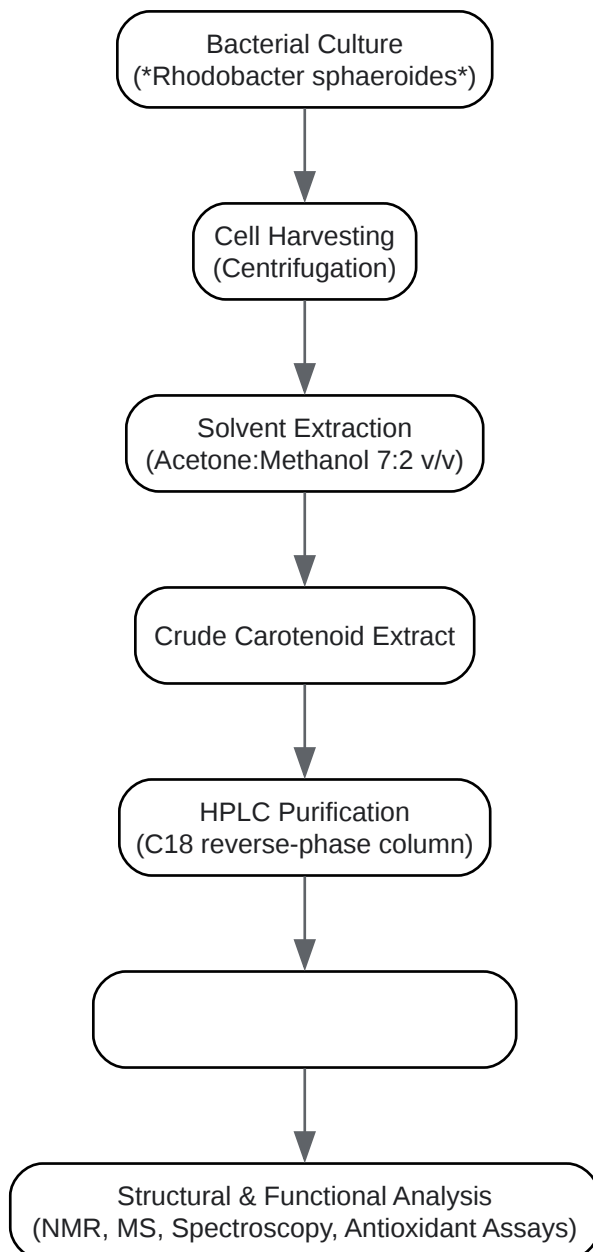 Bacterial Culture
(*Rhodobacter sphaeroides*)
Cell Harvesting
(Centrifugation)
Solvent Extraction
(Acetone:Methanol 7:2 v/v)
Crude Carotenoid Extract
HPLC Purification
(C18 reverse-phase column)
Structural & Functional Analysis
(NMR, MS, Spectroscopy, Antioxidant Assays)